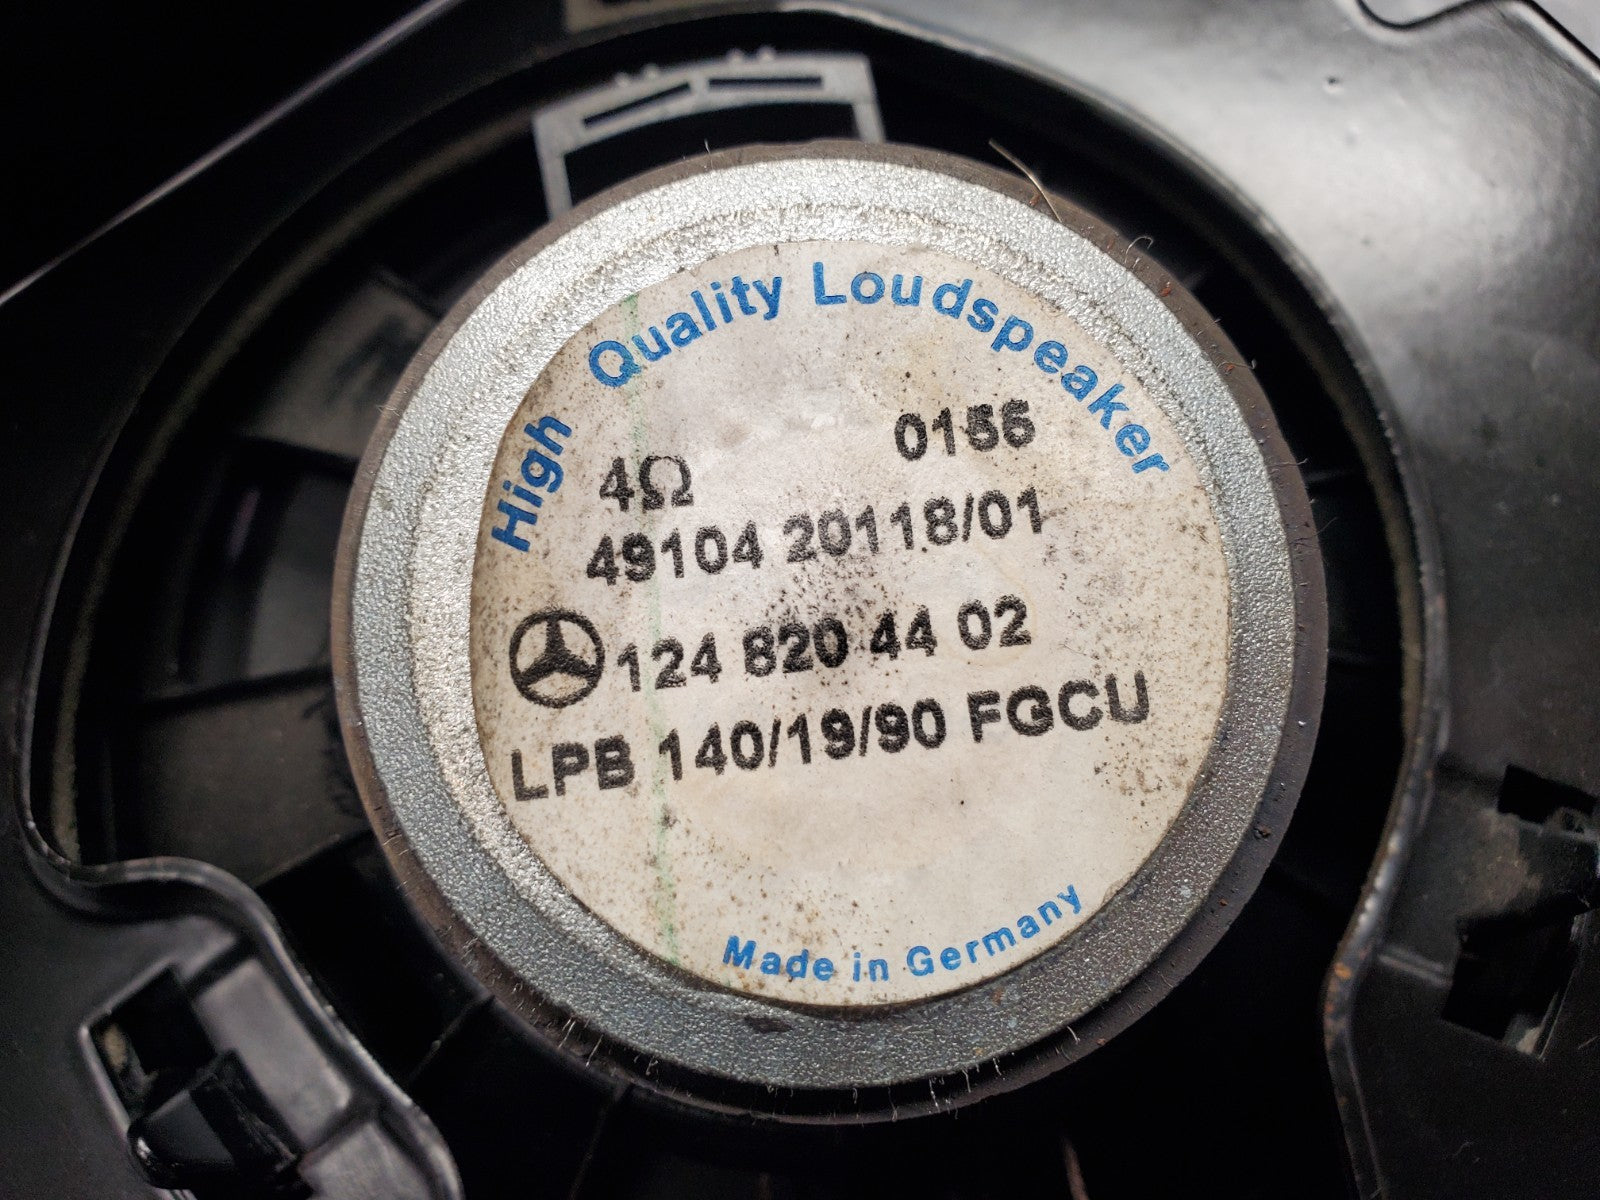 High Quality Loudspeaker
4Ω 0156
49104 20118/01
124 820 44 02
LPB 140/19/90 FGCU
Made in Germany